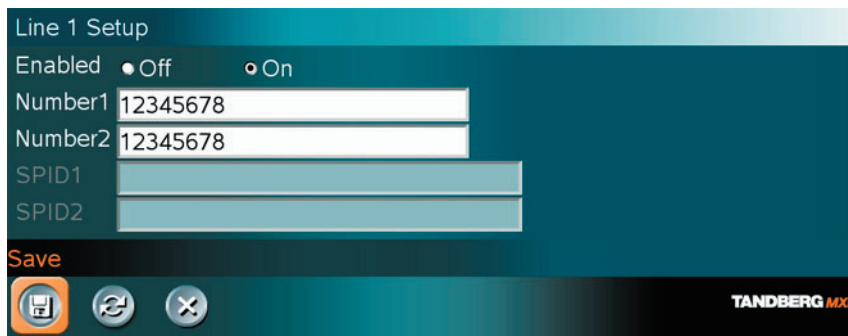 Line 1 Setup
Enabled Off On
Number1 12345678
Number2 12345678
SPID1
SPID2
Save
TANDBERG MX